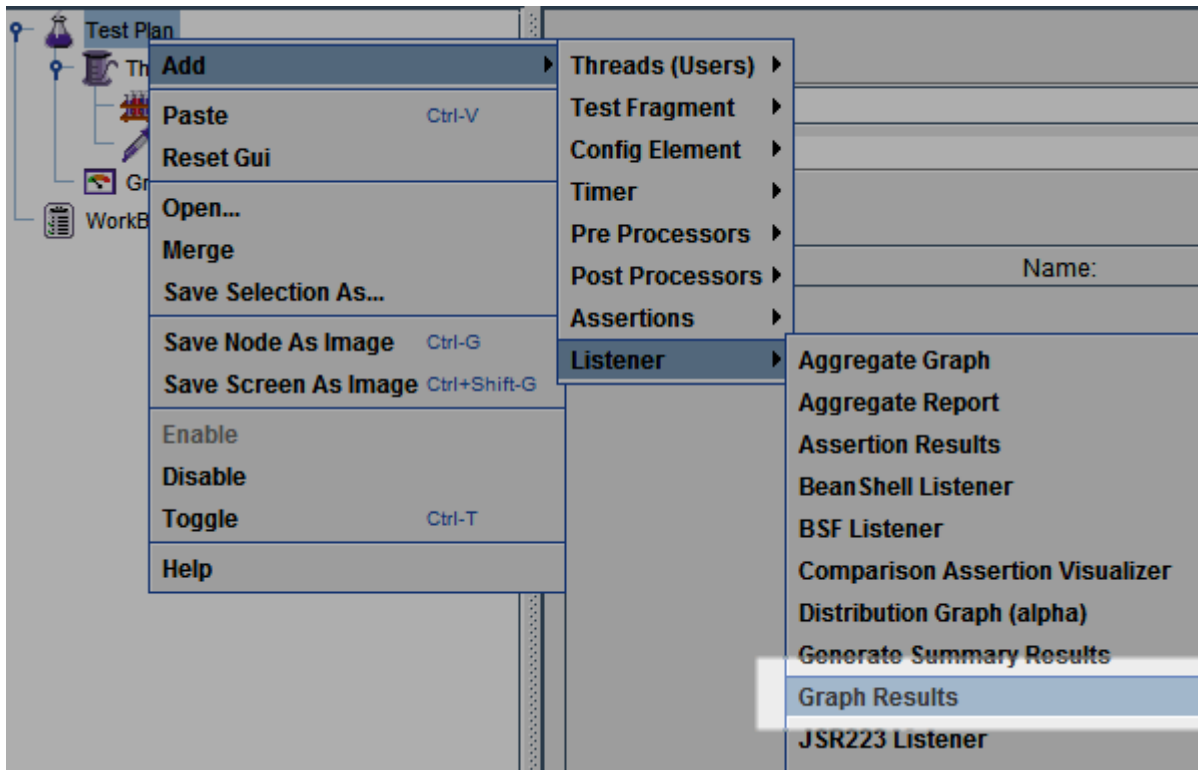 Test Plan
Th
Gr
WorkB
Add
Paste Ctrl-V
Reset Gui
Open...
Merge
Save Selection As...
Save Node As Image Ctrl-G
Save Screen As Image Ctrl+Shift-G
Enable
Disable
Toggle Ctrl-T
Help
Threads (Users)
Test Fragment
Config Element
Timer
Pre Processors
Post Processors
Assertions
Listener
Name:
Aggregate Graph
Aggregate Report
Assertion Results
BeanShell Listener
BSF Listener
Comparison Assertion Visualizer
Distribution Graph (alpha)
Generate Summary Results
Graph Results
JSR223 Listener